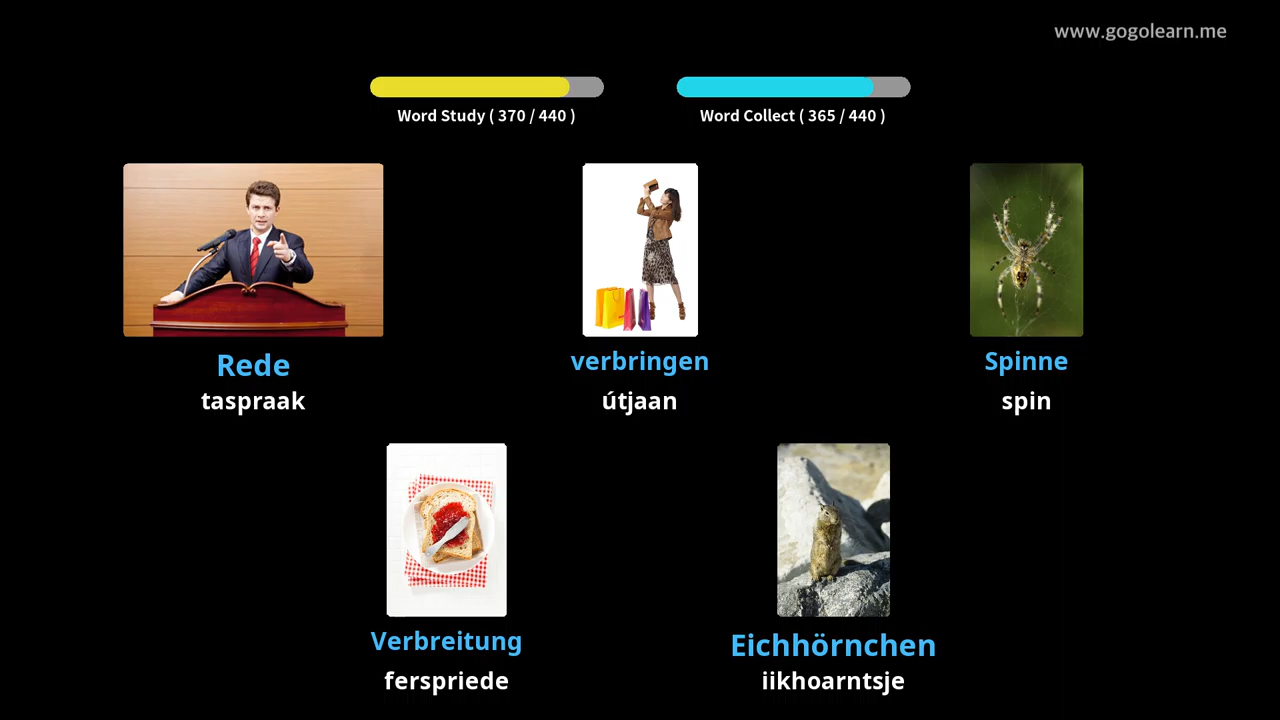 www.gogolearn.me
Word Study ( 370 / 440 )
Word Collect ( 365 / 440 )
Rede
taspraak
verbringen
útjaan
Spinne
spin
Verbreitung
ferspriede
Eichhörnchen
iikhoarntsje